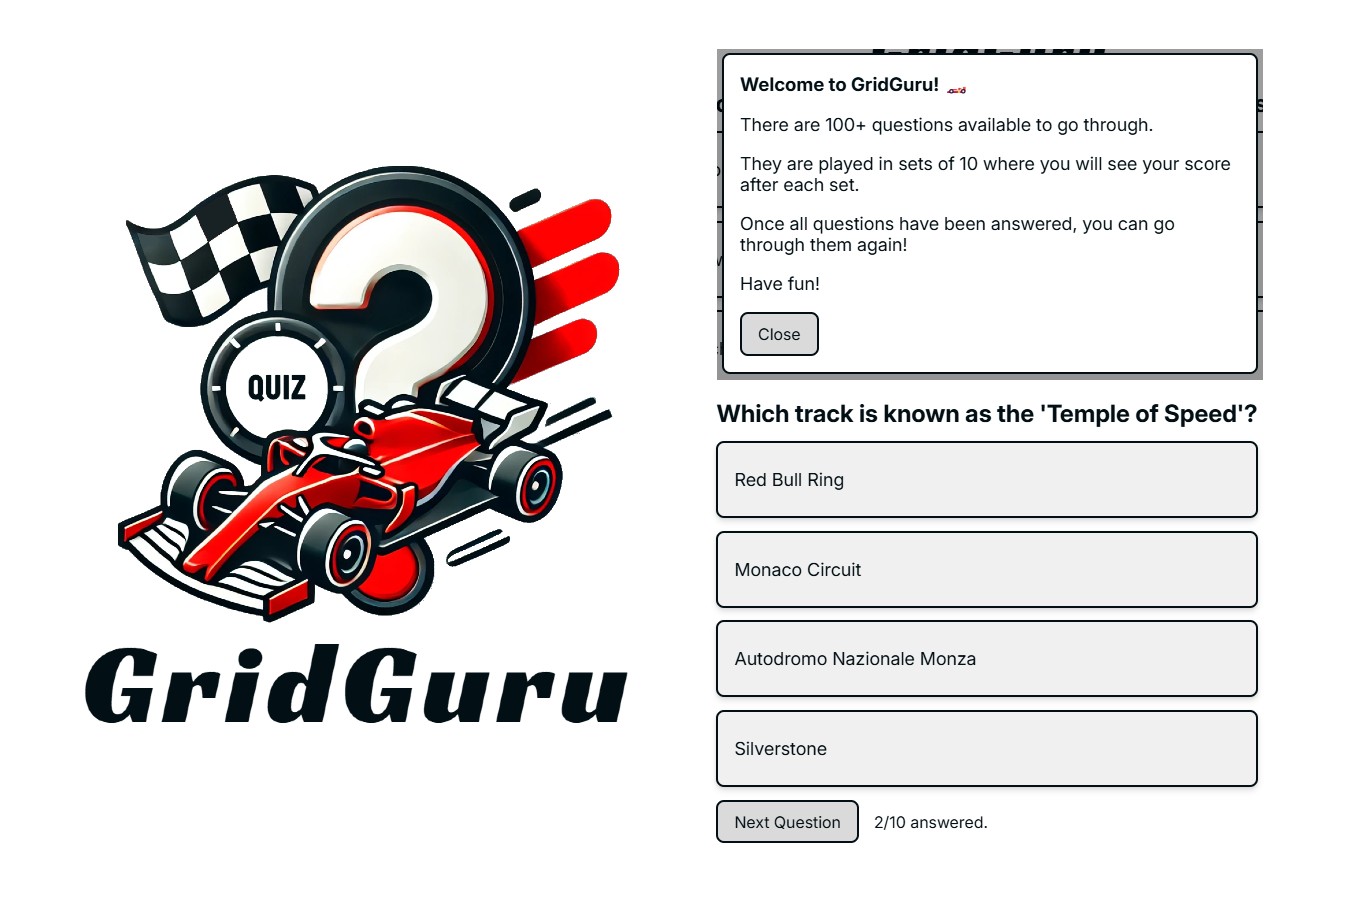 QUIZ
GridGuru
Welcome to GridGuru! 🏎️
There are 100+ questions available to go through.
They are played in sets of 10 where you will see your score
after each set.
Once all questions have been answered, you can go
through them again!
Have fun!
Close
Which track is known as the 'Temple of Speed'?
Red Bull Ring
Monaco Circuit
Autodromo Nazionale Monza
Silverstone
Next Question
2/10 answered.